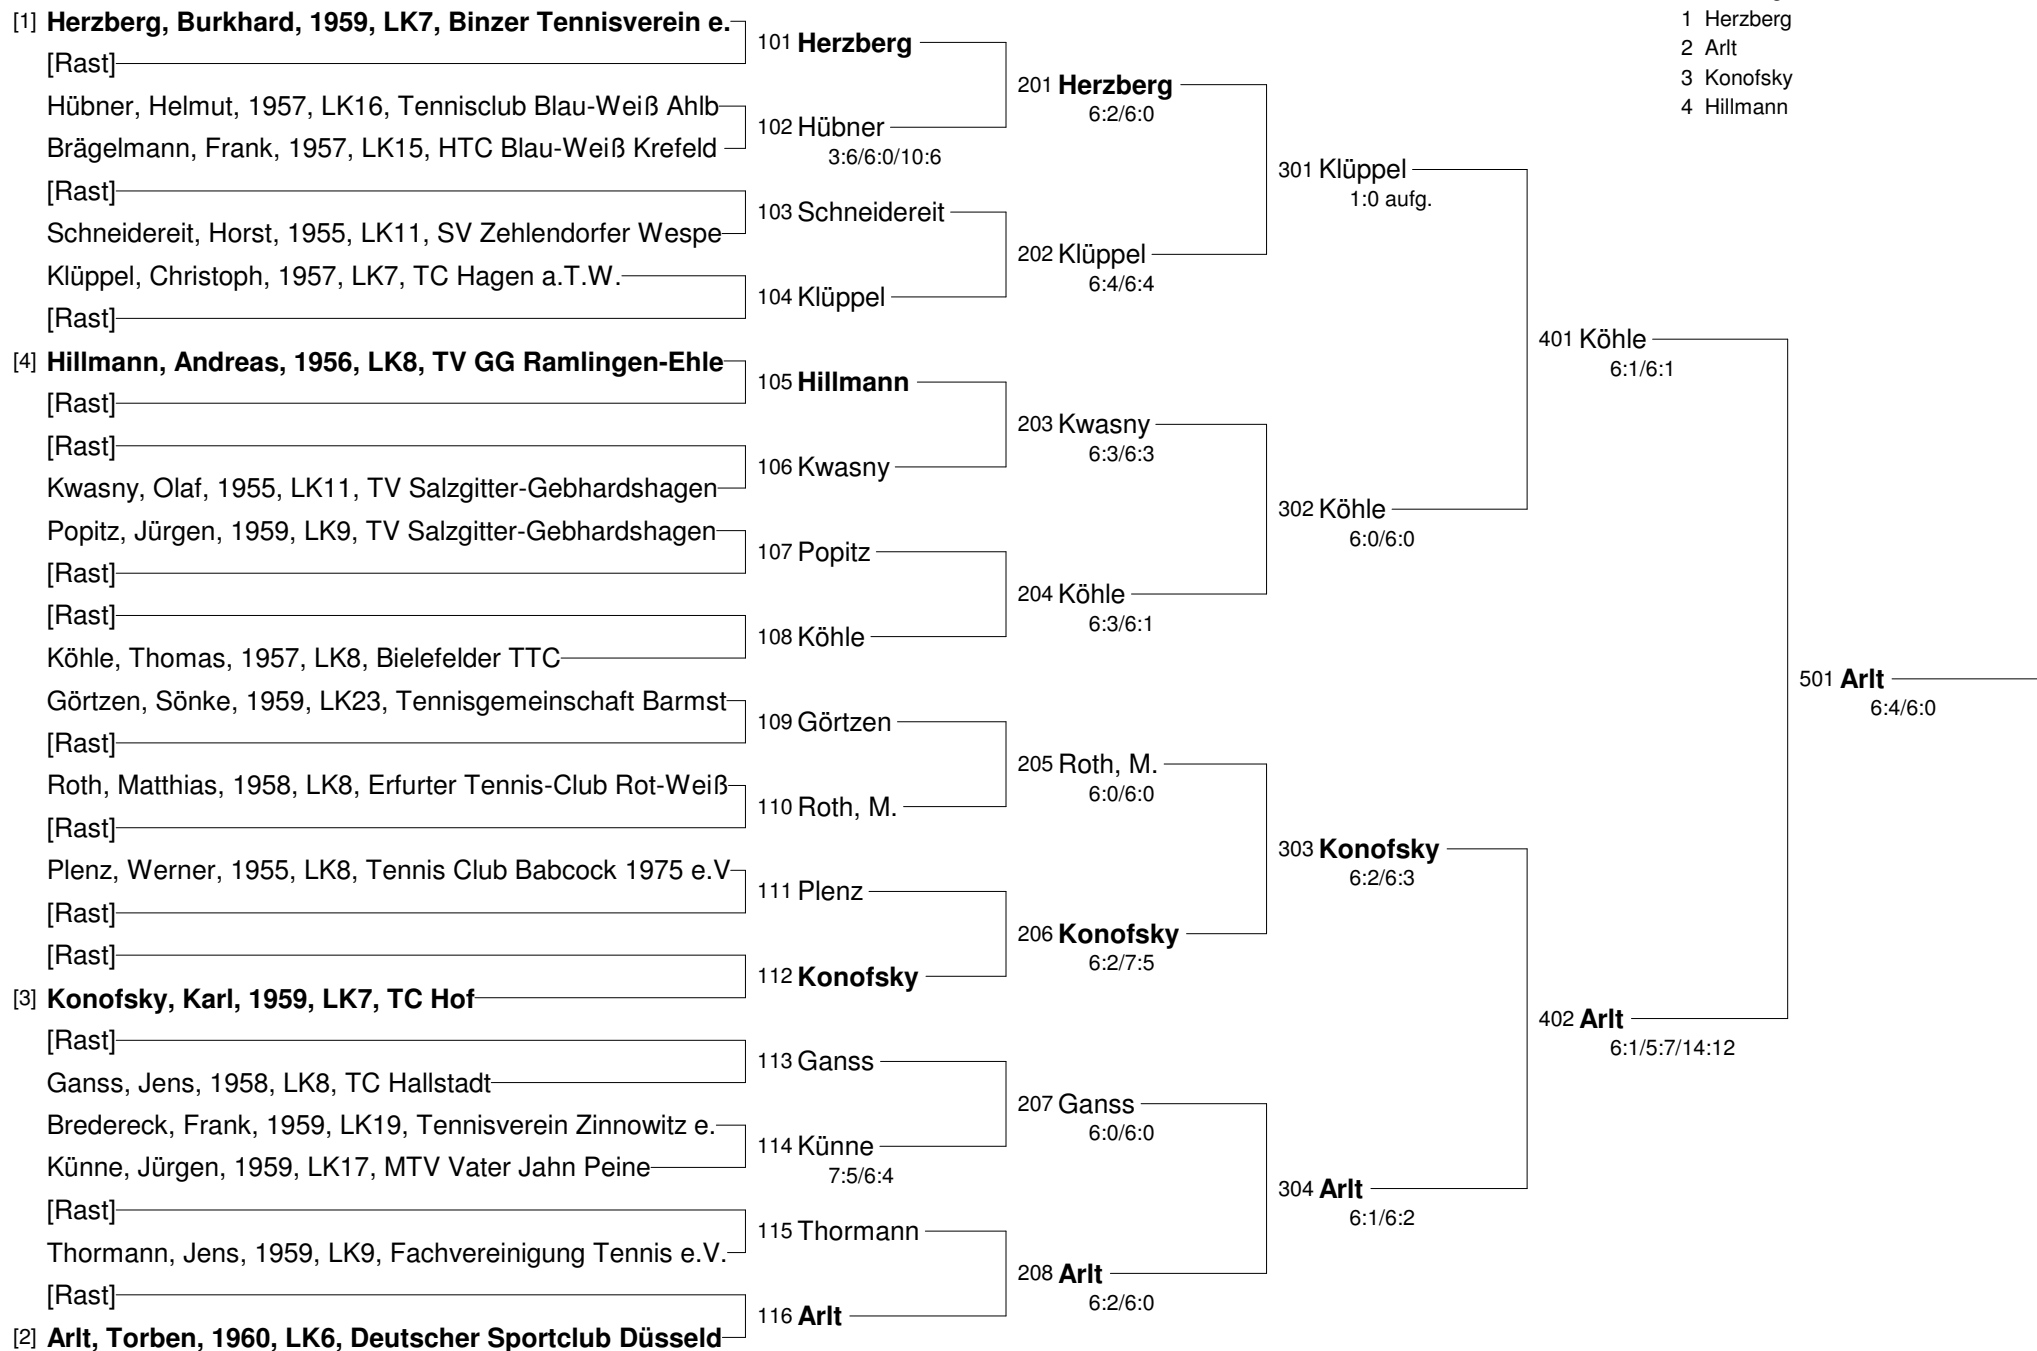 [1] Herzberg, Burkhard, 1959, LK7, Binzer Tennisverein e.
[Rast]
Hübner, Helmut, 1957, LK16, Tennisclub Blau-Weiß Ahlb
Brägelmann, Frank, 1957, LK15, HTC Blau-Weiß Krefeld
[Rast]
Schneidereit, Horst, 1955, LK11, SV Zehlendorfer Wespe
Klüppel, Christoph, 1957, LK7, TC Hagen a.T.W.
[Rast]
[4] Hillmann, Andreas, 1956, LK8, TV GG Ramlingen-Ehle
[Rast]
[Rast]
Kwasny, Olaf, 1955, LK11, TV Salzgitter-Gebhardshagen
Popitz, Jürgen, 1959, LK9, TV Salzgitter-Gebhardshagen
[Rast]
[Rast]
Köhle, Thomas, 1957, LK8, Bielefelder TTC
Görtzen, Sönke, 1959, LK23, Tennisgemeinschaft Barmst
[Rast]
Roth, Matthias, 1958, LK8, Erfurter Tennis-Club Rot-Weiß
[Rast]
Plenz, Werner, 1955, LK8, Tennis Club Babcock 1975 e.V
[Rast]
[Rast]
[3] Konofsky, Karl, 1959, LK7, TC Hof
[Rast]
Ganss, Jens, 1958, LK8, TC Hallstadt
Bredereck, Frank, 1959, LK19, Tennisverein Zinnowitz e.
Künne, Jürgen, 1959, LK17, MTV Vater Jahn Peine
[Rast]
Thormann, Jens, 1959, LK9, Fachvereinigung Tennis e.V.
[Rast]
[2] Arlt, Torben, 1960, LK6, Deutscher Sportclub Düsseld
101 Herzberg
102 Hübner
3:6/6:0/10:6
103 Schneidereit
104 Klüppel
105 Hillmann
106 Kwasny
107 Popitz
108 Köhle
109 Görtzen
110 Roth, M.
111 Plenz
112 Konofsky
113 Ganss
114 Künne
7:5/6:4
115 Thormann
116 Arlt
201 Herzberg
6:2/6:0
202 Klüppel
6:4/6:4
203 Kwasny
6:3/6:3
204 Köhle
6:3/6:1
205 Roth, M.
6:0/6:0
206 Konofsky
6:2/7:5
207 Ganss
6:0/6:0
208 Arlt
6:2/6:0
301 Klüppel
1:0 aufg.
302 Köhle
6:0/6:0
303 Konofsky
6:2/6:3
304 Arlt
6:1/6:2
401 Köhle
6:1/6:1
402 Arlt
6:1/5:7/14:12
501 Arlt
6:4/6:0
1 Herzberg
2 Arlt
3 Konofsky
4 Hillmann